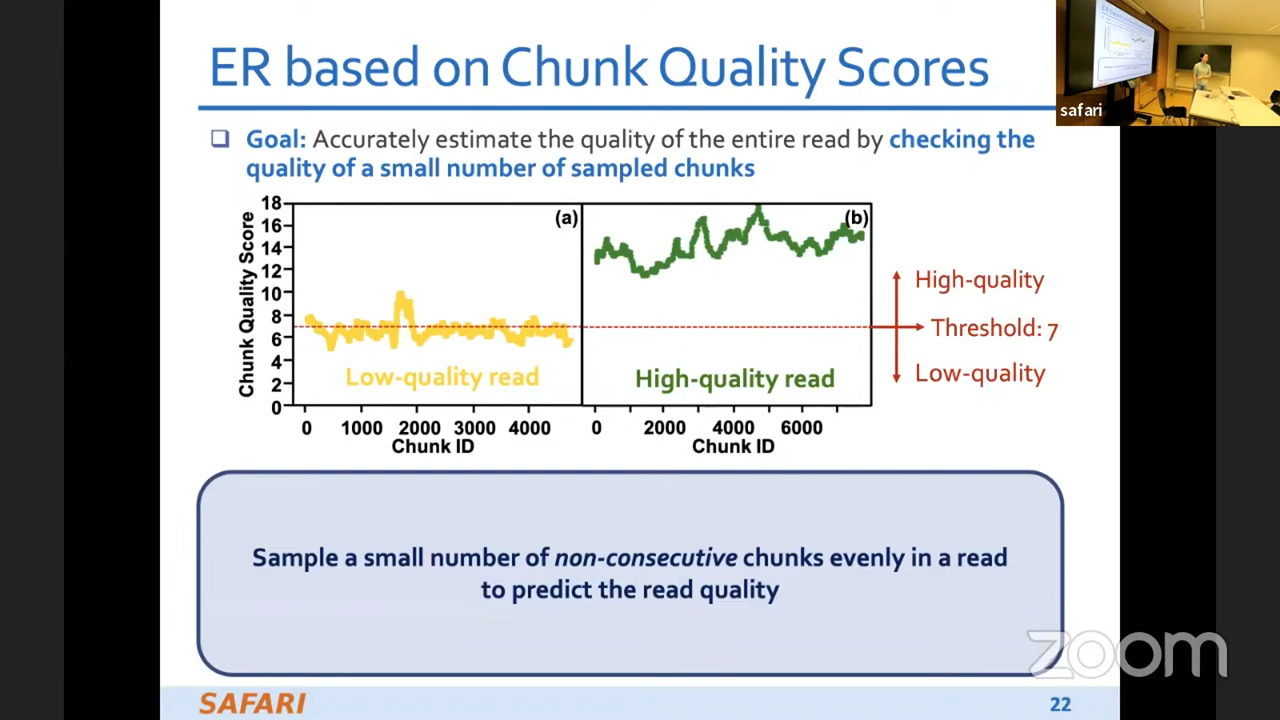 ER based on Chunk Quality Scores
safari
❑ Goal: Accurately estimate the quality of the entire read by checking the
quality of a small number of sampled chunks
Chunk Quality Score
18
16
14
12
10
8
6
4
2
0
(a)
Low-quality read
0 1000 2000 3000 4000
Chunk ID
(b)
High-quality read
0 2000 4000 6000
Chunk ID
High-quality
Threshold: 7
Low-quality
Sample a small number of non-consecutive chunks evenly in a read
to predict the read quality
zoom
SAFARI
22